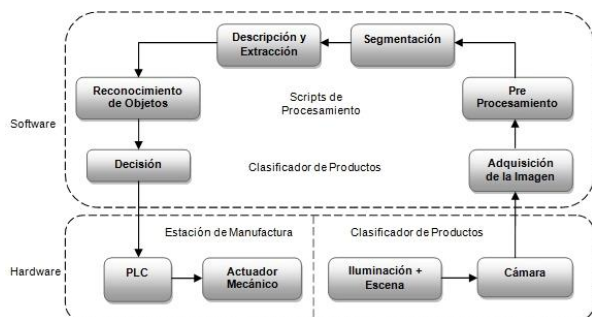 Descripción y
Extracción
Segmentación
Reconocimiento
de Objetos
Scripts de
Procesamiento
Pre
Procesamiento
Software
Decisión
Clasificador de Productos
Adquisición
de la Imagen
Estación de Manufactura
Clasificador de Productos
Hardware
PLC
Actuador
Mecánico
Iluminación +
Escena
Cámara